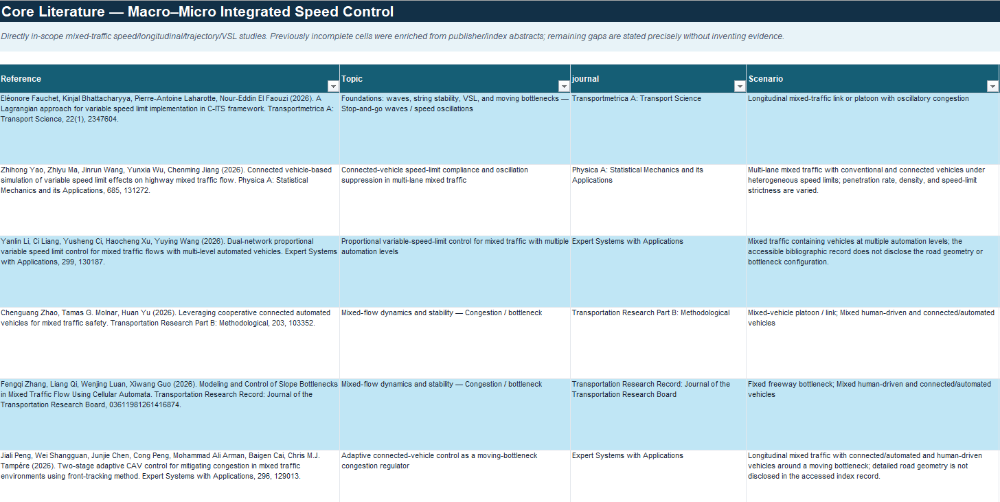 Core Literature — Macro–Micro Integrated Speed Control
Directly in-scope mixed-traffic speed/longitudinal/trajectory/VSL studies. Previously incomplete cells were enriched from publisher/index abstracts; remaining gaps are stated precisely without inventing evidence.
Reference
Topic
journal
Scenario
Eléonore Fauchet, Kinjal Bhattacharyya, Pierre-Antoine Laharotte, Nour-Eddin El Faouzi (2026). A
Lagrangian approach for variable speed limit implementation in C-ITS framework. Transportmetrica A:
Transport Science, 22(1), 2347604.
Foundations: waves, string stability, VSL, and moving bottlenecks —
Stop-and-go waves / speed oscillations
Transportmetrica A: Transport Science
Longitudinal mixed-traffic link or platoon with oscillatory congestion
Zhihong Yao, Zhiyu Ma, Jinrun Wang, Yunxia Wu, Chenming Jiang (2026). Connected vehicle-based
simulation of variable speed limit effects on highway mixed traffic flow. Physica A: Statistical
Mechanics and its Applications, 685, 131272.
Connected-vehicle speed-limit compliance and oscillation
suppression in multi-lane mixed traffic
Physica A: Statistical Mechanics and its
Applications
Multi-lane mixed traffic with conventional and connected vehicles under
heterogeneous speed limits; penetration rate, density, and speed-limit
strictness are varied.
Yanlin Li, Ci Liang, Yusheng Ci, Haocheng Xu, Yuying Wang (2026). Dual-network proportional
variable speed limit control for mixed traffic flows with multi-level automated vehicles. Expert Systems
with Applications, 299, 130187.
Proportional variable-speed-limit control for mixed traffic with multiple
automation levels
Expert Systems with Applications
Mixed traffic containing vehicles at multiple automation levels; the
accessible bibliographic record does not disclose the road geometry or
bottleneck configuration.
Chenguang Zhao, Tamas G. Molnar, Huan Yu (2026). Leveraging cooperative connected automated
vehicles for mixed traffic safety. Transportation Research Part B: Methodological, 203, 103352.
Mixed-flow dynamics and stability — Congestion / bottleneck
Transportation Research Part B: Methodological
Mixed-vehicle platoon / link; Mixed human-driven and connected/automated
vehicles
Fengqi Zhang, Liang Qi, Wenjing Luan, Xiwang Guo (2026). Modeling and Control of Slope Bottlenecks
in Mixed Traffic Flow Using Cellular Automata. Transportation Research Record: Journal of the
Transportation Research Board, 03611981261416874.
Mixed-flow dynamics and stability — Congestion / bottleneck
Transportation Research Record: Journal of the
Transportation Research Board
Fixed freeway bottleneck; Mixed human-driven and connected/automated
vehicles
Jiali Peng, Wei Shangguan, Junjie Chen, Cong Peng, Mohammad Ali Arman, Baigen Cai, Chris M.J.
Tampére (2026). Two-stage adaptive CAV control for mitigating congestion in mixed traffic
environments using front-tracking method. Expert Systems with Applications, 296, 129013.
Adaptive connected-vehicle control as a moving-bottleneck
congestion regulator
Expert Systems with Applications
Longitudinal mixed traffic with connected/automated and human-driven
vehicles around a moving bottleneck; detailed road geometry is not
disclosed in the accessed index record.